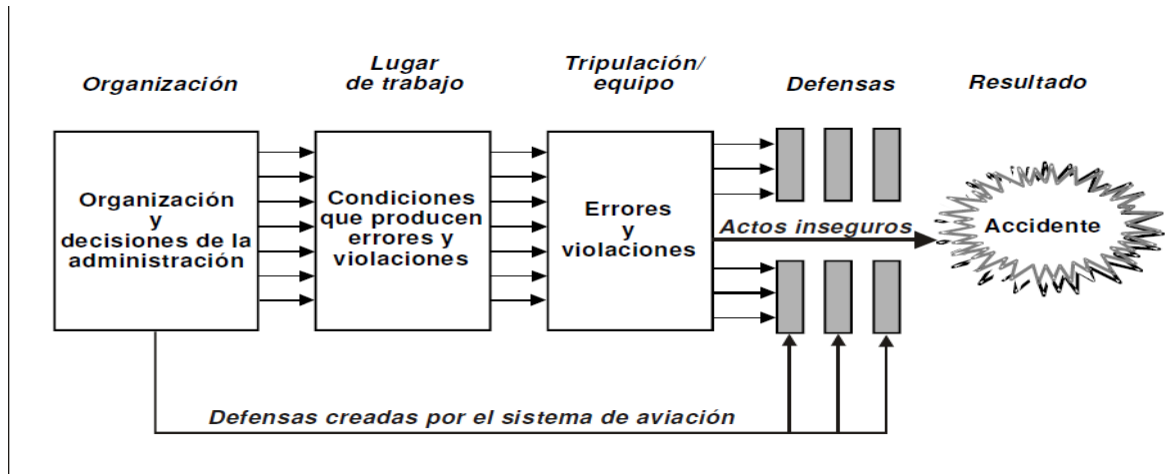 Organización
Lugar
de trabajo
Tripulación/
equipo
Defensas
Resultado
Organización
y
decisiones de la
administración
Condiciones
que producen
errores y
violaciones
Errores
y
violaciones
Actos inseguros
Accidente
Defensas creadas por el sistema de aviación